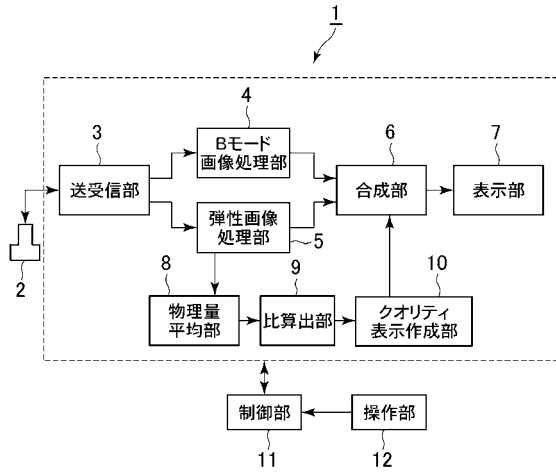 1
4
Bモード
画像処理部
3
送受信部
6
合成部
7
表示部
弾性画像
処理部
5
2
8
物理量
平均部
9
比算出部
10
クオリティ
表示作成部
制御部
11
操作部
12